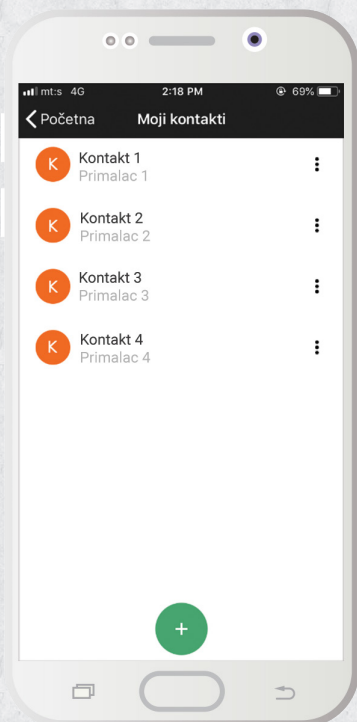 mt:s 4G 2:18 PM 69%
Početna Moji kontakti
K Kontakt 1
Primalac 1
K Kontakt 2
Primalac 2
K Kontakt 3
Primalac 3
K Kontakt 4
Primalac 4
+